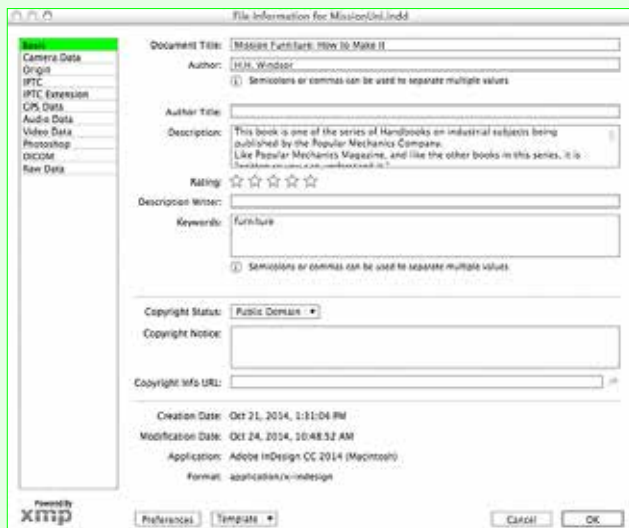 File Information for MissionUni.indd
Basic
Camera Data
Origin
IPTC
IPTC Extension
GPS Data
Audio Data
Video Data
Photoshop
DICOM
Raw Data
Document Title: Mission Furniture: How to Make It
Author: H.H. Windsor
Semicolons or commas can be used to separate multiple values
Author Title:
Description: This book is one of the series of Handbooks on industrial subjects being
published by the Popular Mechanics Company.
Like Popular Mechanics Magazine, and like the other books in this series, it is
Rating:
Description Writer:
Keywords: furniture
Semicolons or commas can be used to separate multiple values
Copyright Status: Public Domain
Copyright Notice:
Copyright Info URL:
Creation Date: Oct 21, 2014, 1:31:06 PM
Modification Date: Oct 24, 2014, 10:48:52 AM
Application: Adobe InDesign CC 2014 (Macintosh)
Format: application/x-indesign
Powered By
xmp
Preferences Template Cancel OK